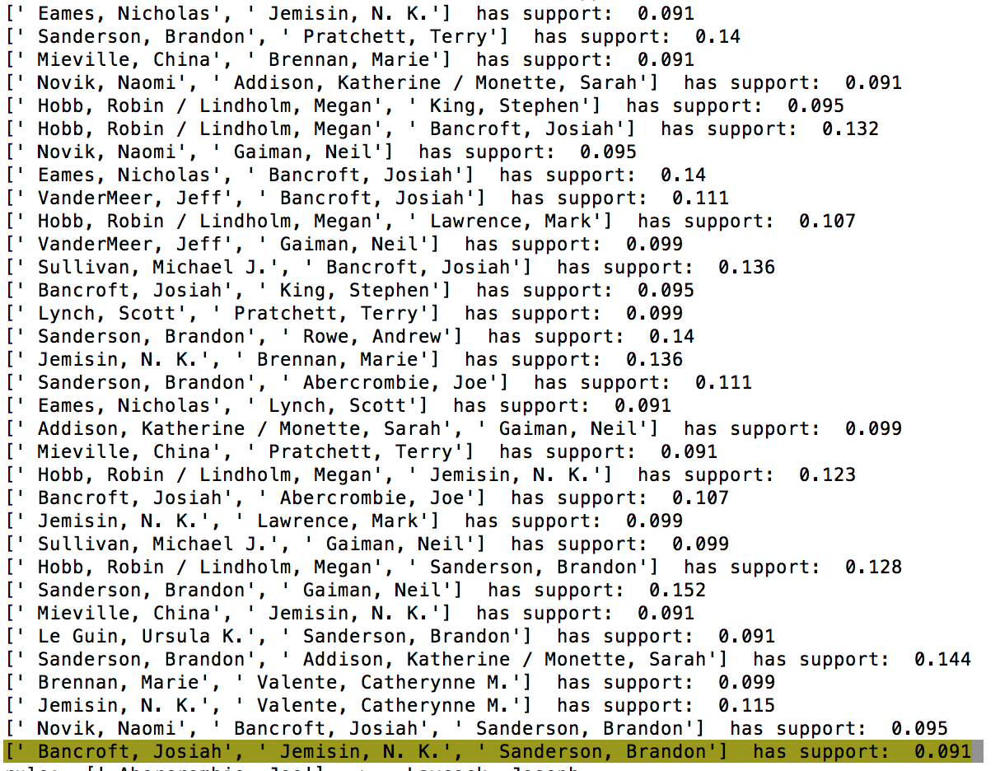 [' Eames, Nicholas', ' Jemisin, N. K.']  has support:  0.091
[' Sanderson, Brandon', ' Pratchett, Terry']  has support:  0.14
[' Mieville, China', ' Brennan, Marie']  has support:  0.091
[' Novik, Naomi', ' Addison, Katherine / Monette, Sarah']  has support:  0.091
[' Hobb, Robin / Lindholm, Megan', ' King, Stephen']  has support:  0.095
[' Hobb, Robin / Lindholm, Megan', ' Bancroft, Josiah']  has support:  0.132
[' Novik, Naomi', ' Gaiman, Neil']  has support:  0.095
[' Eames, Nicholas', ' Bancroft, Josiah']  has support:  0.14
[' VanderMeer, Jeff', ' Bancroft, Josiah']  has support:  0.111
[' Hobb, Robin / Lindholm, Megan', ' Lawrence, Mark']  has support:  0.107
[' VanderMeer, Jeff', ' Gaiman, Neil']  has support:  0.099
[' Sullivan, Michael J.', ' Bancroft, Josiah']  has support:  0.136
[' Bancroft, Josiah', ' King, Stephen']  has support:  0.095
[' Lynch, Scott', ' Pratchett, Terry']  has support:  0.099
[' Sanderson, Brandon', ' Rowe, Andrew']  has support:  0.14
[' Jemisin, N. K.', ' Brennan, Marie']  has support:  0.136
[' Sanderson, Brandon', ' Abercrombie, Joe']  has support:  0.111
[' Eames, Nicholas', ' Lynch, Scott']  has support:  0.091
[' Addison, Katherine / Monette, Sarah', ' Gaiman, Neil']  has support:  0.099
[' Mieville, China', ' Pratchett, Terry']  has support:  0.091
[' Hobb, Robin / Lindholm, Megan', ' Jemisin, N. K.']  has support:  0.123
[' Bancroft, Josiah', ' Abercrombie, Joe']  has support:  0.107
[' Jemisin, N. K.', ' Lawrence, Mark']  has support:  0.099
[' Sullivan, Michael J.', ' Gaiman, Neil']  has support:  0.099
[' Hobb, Robin / Lindholm, Megan', ' Sanderson, Brandon']  has support:  0.128
[' Sanderson, Brandon', ' Gaiman, Neil']  has support:  0.152
[' Mieville, China', ' Jemisin, N. K.']  has support:  0.091
[' Le Guin, Ursula K.', ' Sanderson, Brandon']  has support:  0.091
[' Sanderson, Brandon', ' Addison, Katherine / Monette, Sarah']  has support:  0.144
[' Brennan, Marie', ' Valente, Catherynne M.']  has support:  0.099
[' Jemisin, N. K.', ' Valente, Catherynne M.']  has support:  0.115
[' Novik, Naomi', ' Bancroft, Josiah', ' Sanderson, Brandon']  has support:  0.095
[' Bancroft, Josiah', ' Jemisin, N. K.', ' Sanderson, Brandon']  has support:  0.091